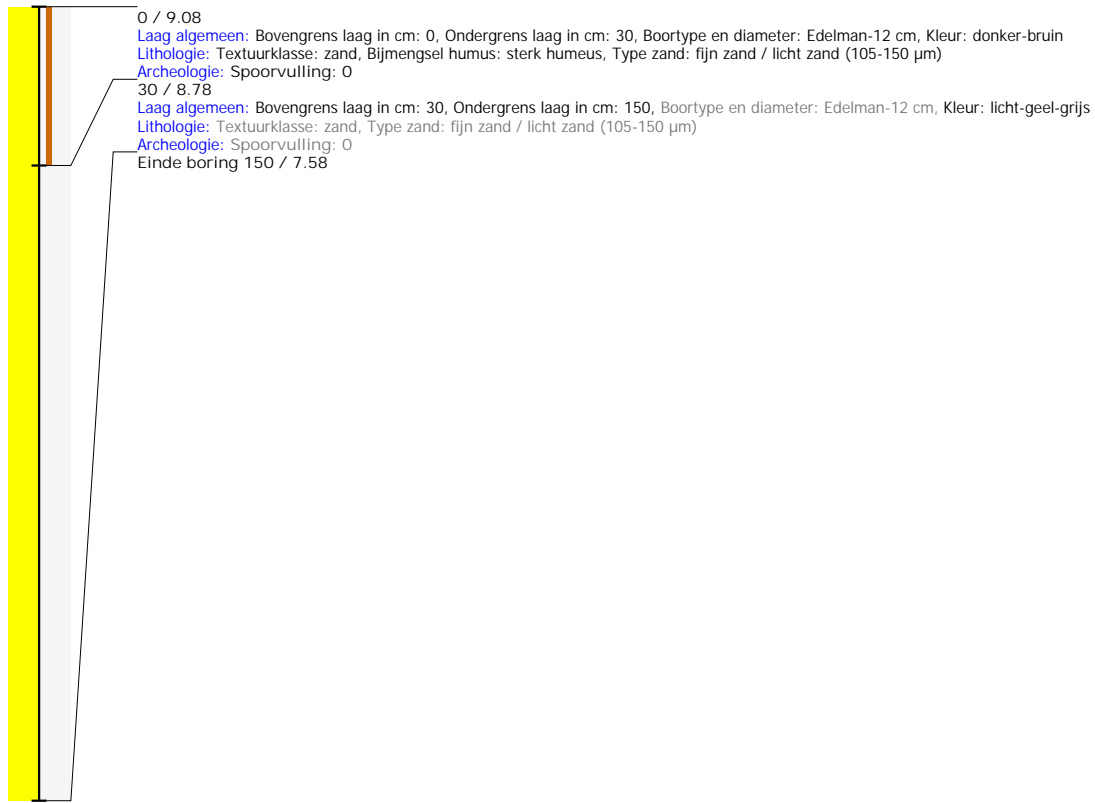 0 / 9.08
Laag algemeen: Bovengrens laag in cm: 0, Ondergrens laag in cm: 30, Boortype en diameter: Edelman-12 cm, Kleur: donker-bruin
Lithologie: Textuurklasse: zand, Bijmengsel humus: sterk humeus, Type zand: fijn zand / licht zand (105-150 µm)
Archeologie: Spoorvulling: 0
30 / 8.78
Laag algemeen: Bovengrens laag in cm: 30, Ondergrens laag in cm: 150, Boortype en diameter: Edelman-12 cm, Kleur: licht-geel-grijs
Lithologie: Textuurklasse: zand, Type zand: fijn zand / licht zand (105-150 µm)
Archeologie: Spoorvulling: 0
Einde boring 150 / 7.58